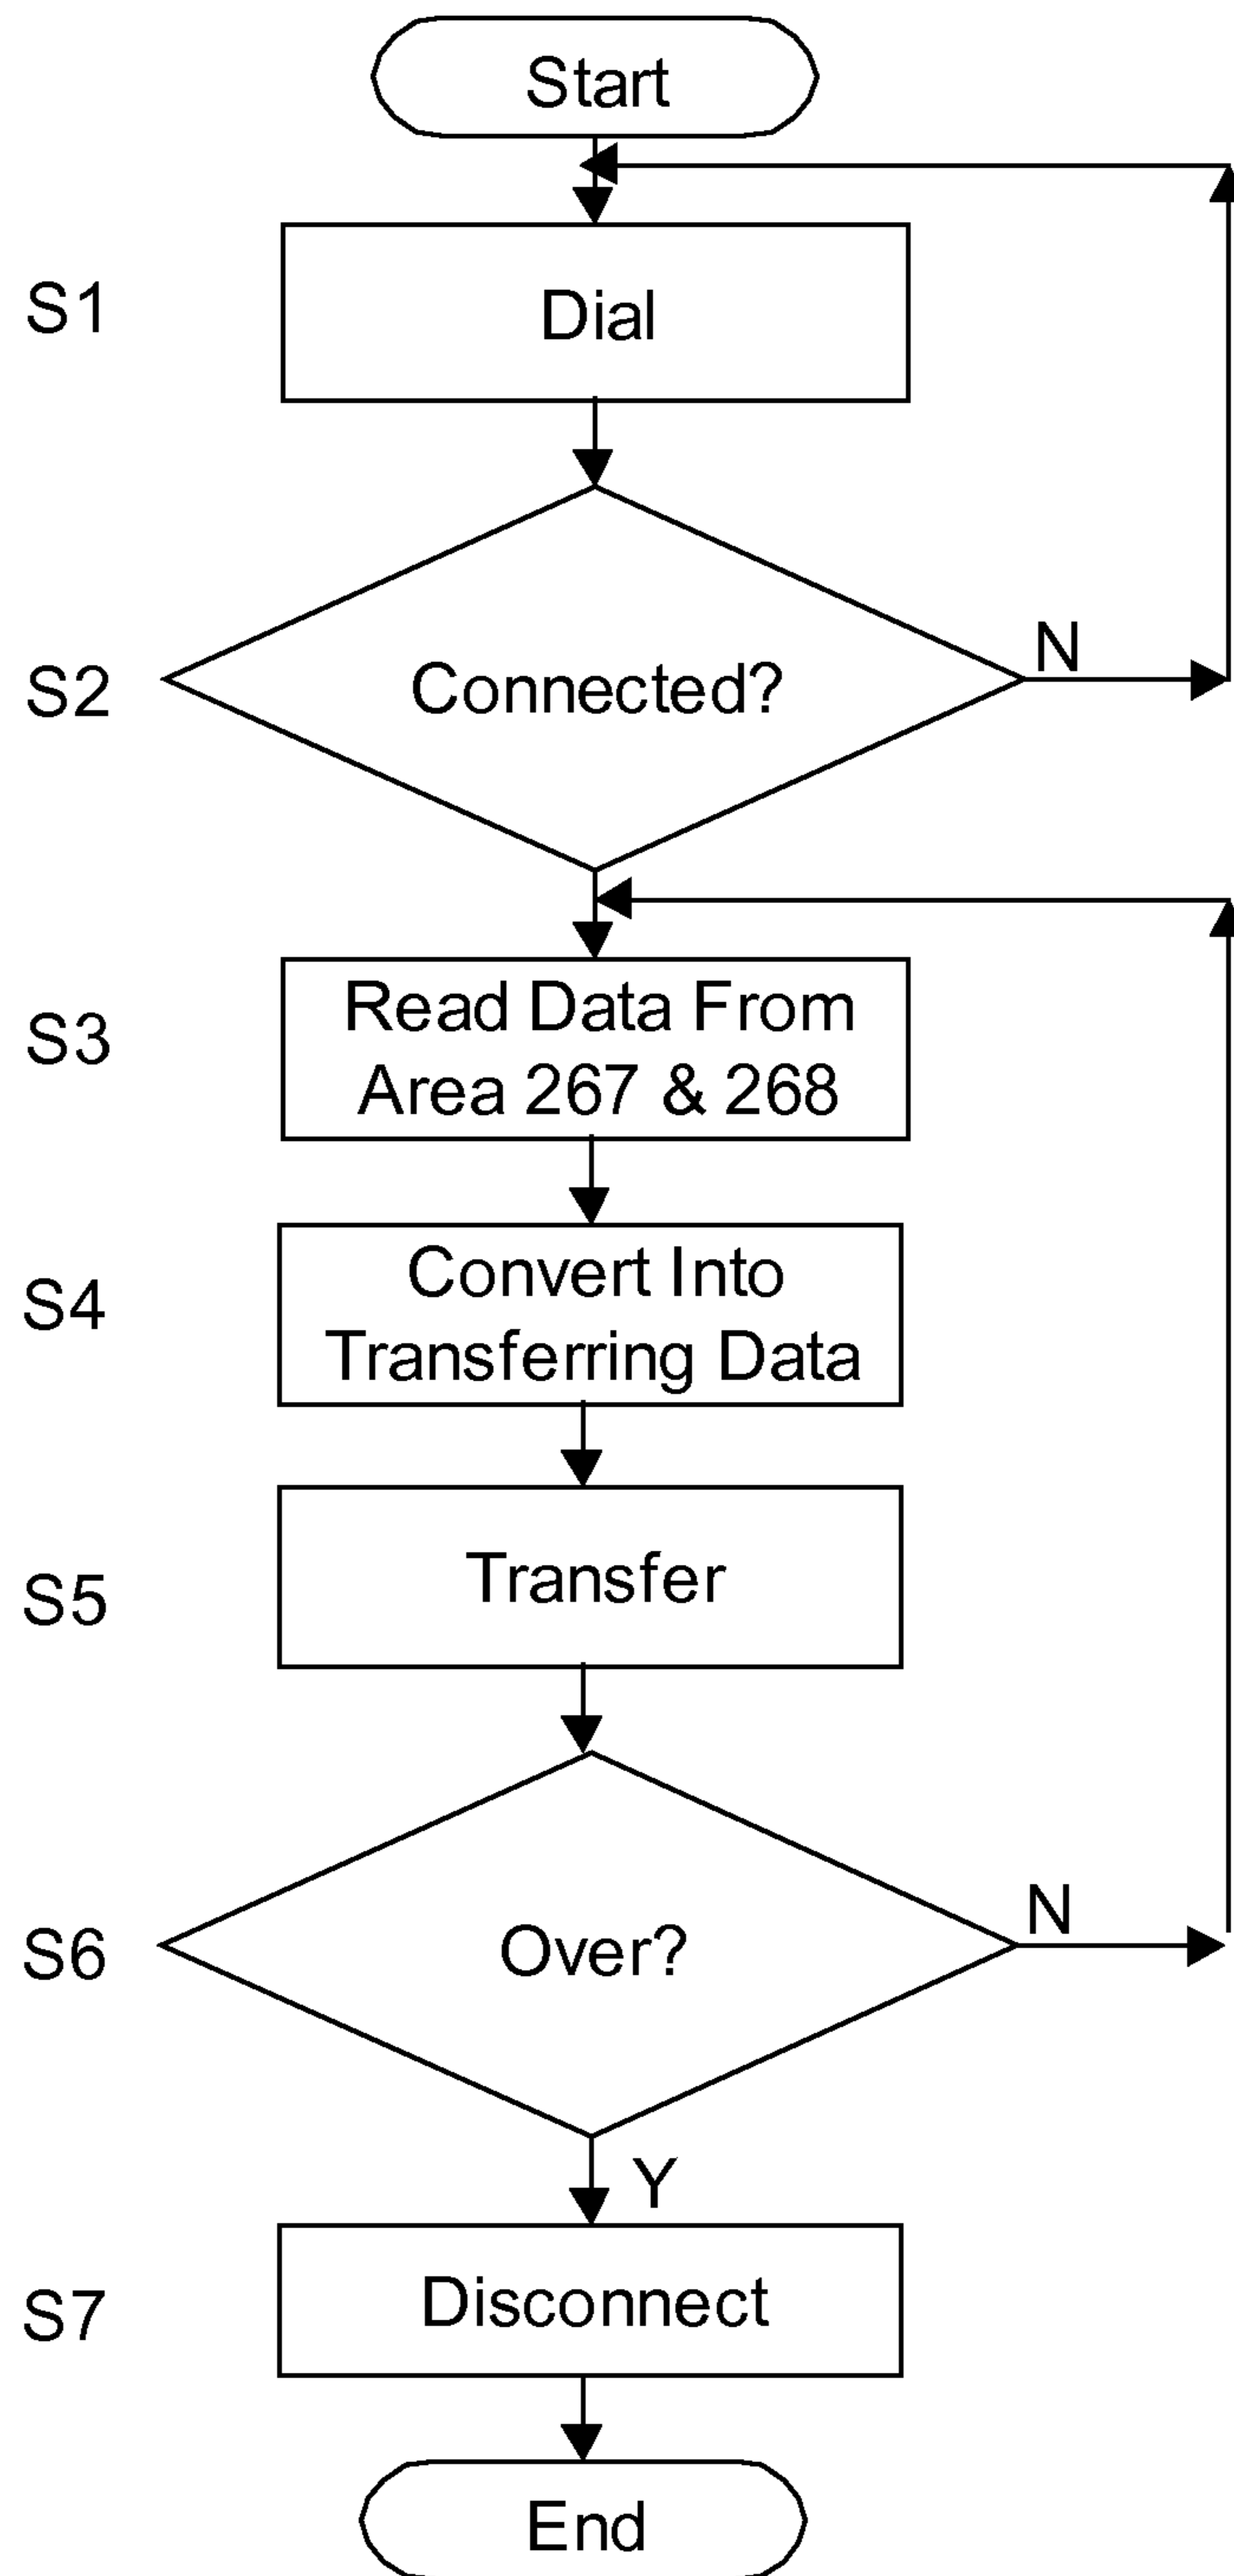 Start
S1
Dial
S2
Connected?
N
S3
Read Data From
Area 267 & 268
S4
Convert Into
Transferring Data
S5
Transfer
S6
Over?
N
Y
S7
Disconnect
End